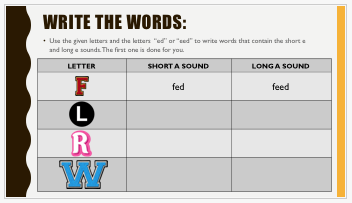 WRITE THE WORDS:
• Use the given letters and the letters "ed" or "eed" to write words that contain the short e
and long e sounds. The first one is done for you.
LETTER SHORT A SOUND LONG A SOUND
F fed feed
L
R
W